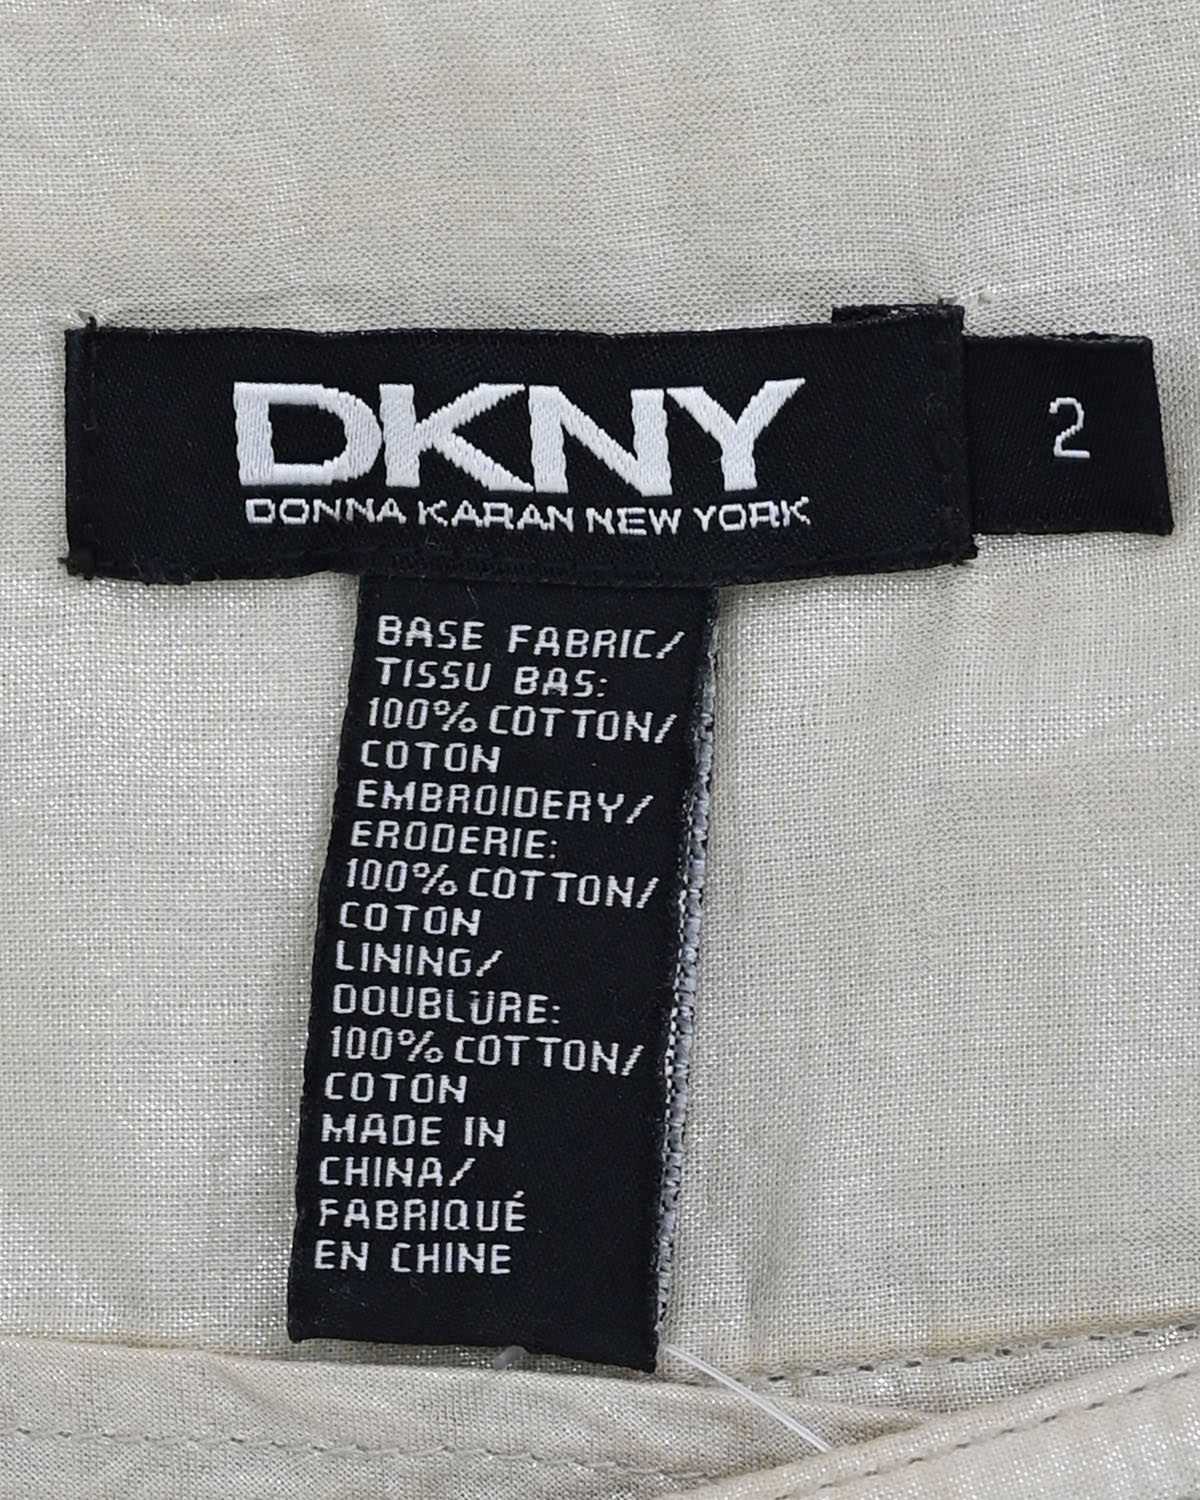 DKNY
DONNA KARAN NEW YORK
2
BASE FABRIC/
TISSU BAS:
100% COTTON/
COTON
EMBROIDERY/
ERODERIE:
100% COTTON/
COTON
LINING/
DOUBLURE:
100% COTTON/
COTON
MADE IN
CHINA/
FABRIQUÉ
EN CHINE